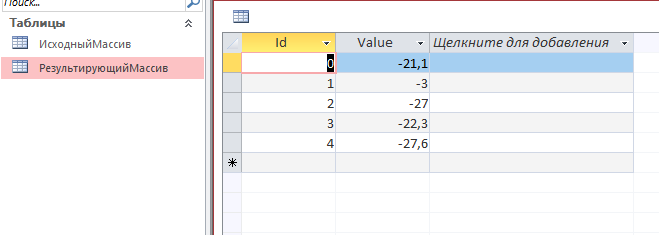 Поиск...
Таблицы
ИсходныйМассив
РезультирующийМассив
Id Value Щелкните для добавления
0 -21,1
1 -3
2 -27
3 -22,3
4 -27,6